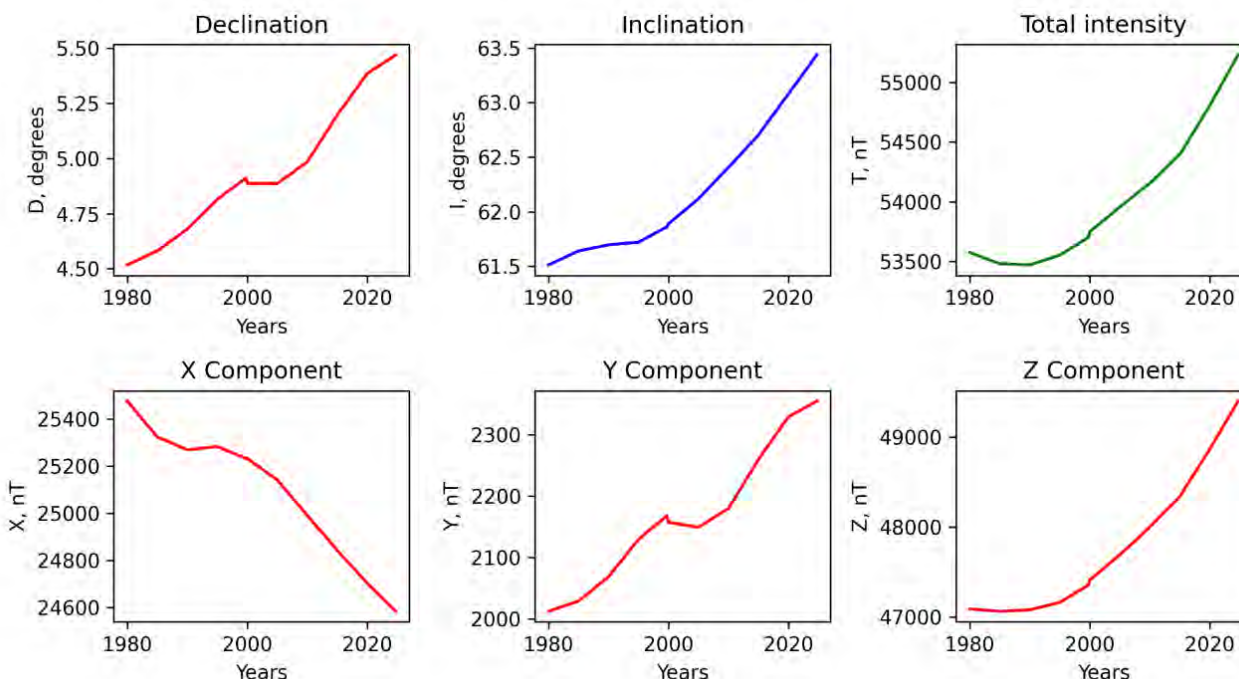 Declination
5.50
5.25
5.00
4.75
4.50
D, degrees
1980 2000 2020
Years
Inclination
63.5
63.0
62.5
62.0
61.5
I, degrees
1980 2000 2020
Years
Total intensity
55000
54500
54000
53500
T, nT
1980 2000 2020
Years
X Component
25400
25200
25000
24800
24600
X, nT
1980 2000 2020
Years
Y Component
2300
2200
2100
2000
Y, nT
1980 2000 2020
Years
Z Component
49000
48000
47000
Z, nT
1980 2000 2020
Years